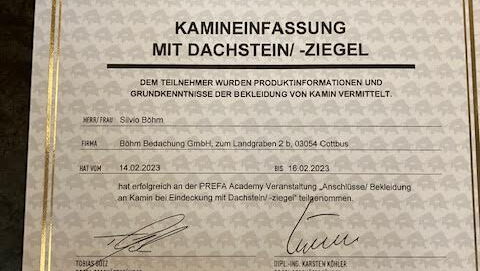 KAMINEINFASSUNG
MIT DACHSTEIN/ -ZIEGEL
DEM TEILNEHMER WURDEN PRODUKTINFORMATIONEN UND
GRUNDKENNTNISSE DER BEKLEIDUNG VON KAMIN VERMITTELT.
HERR/FRAU Silvio Böhm
FIRMA Böhm Bedachung GmbH, zum Landgraben 2 b, 03054 Cottbus
HAT VOM 14.02.2023 BIS 16.02.2023
hat erfolgreich an der PREFA Academy Veranstaltung „Anschlüsse/ Bekleidung
an Kamin bei Eindeckung mit Dachstein/ -ziegel" teilgenommen.
TOBIAS GÖTZ DIPL.-ING. KARSTEN KÖHLER